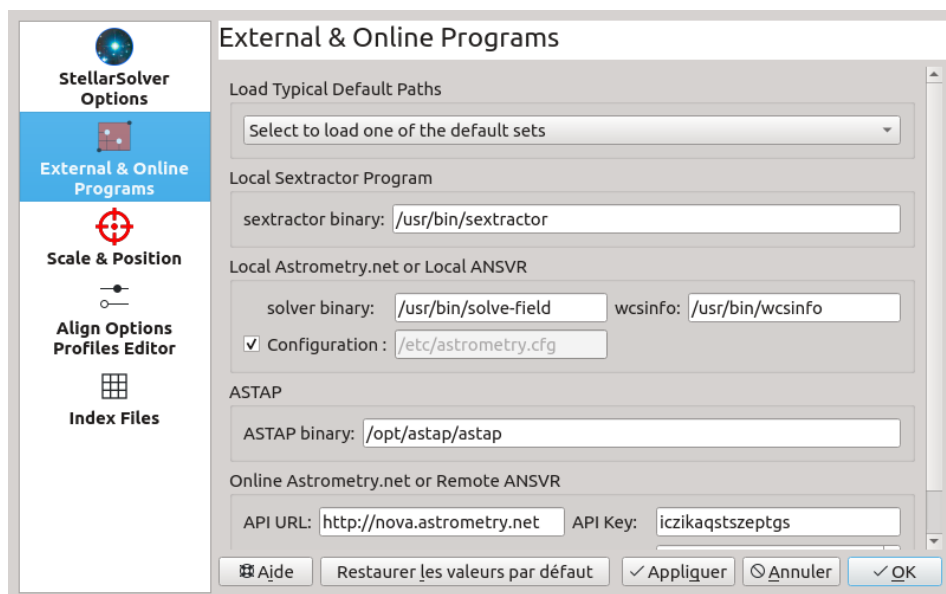 StellarSolver
Options
External & Online
Programs
Scale & Position
Align Options
Profiles Editor
Index Files
External & Online Programs
Load Typical Default Paths
Select to load one of the default sets
Local Sextractor Program
sextractor binary: /usr/bin/sextractor
Local Astrometry.net or Local ANSVR
solver binary: /usr/bin/solve-field wcsinfo: /usr/bin/wcsinfo
Configuration : /etc/astrometry.cfg
ASTAP
ASTAP binary: /opt/astap/astap
Online Astrometry.net or Remote ANSVR
API URL: http://nova.astrometry.net API Key: iczikaqstszeptgs
Aide Restaurer les valeurs par défaut Appliquer Annuler OK